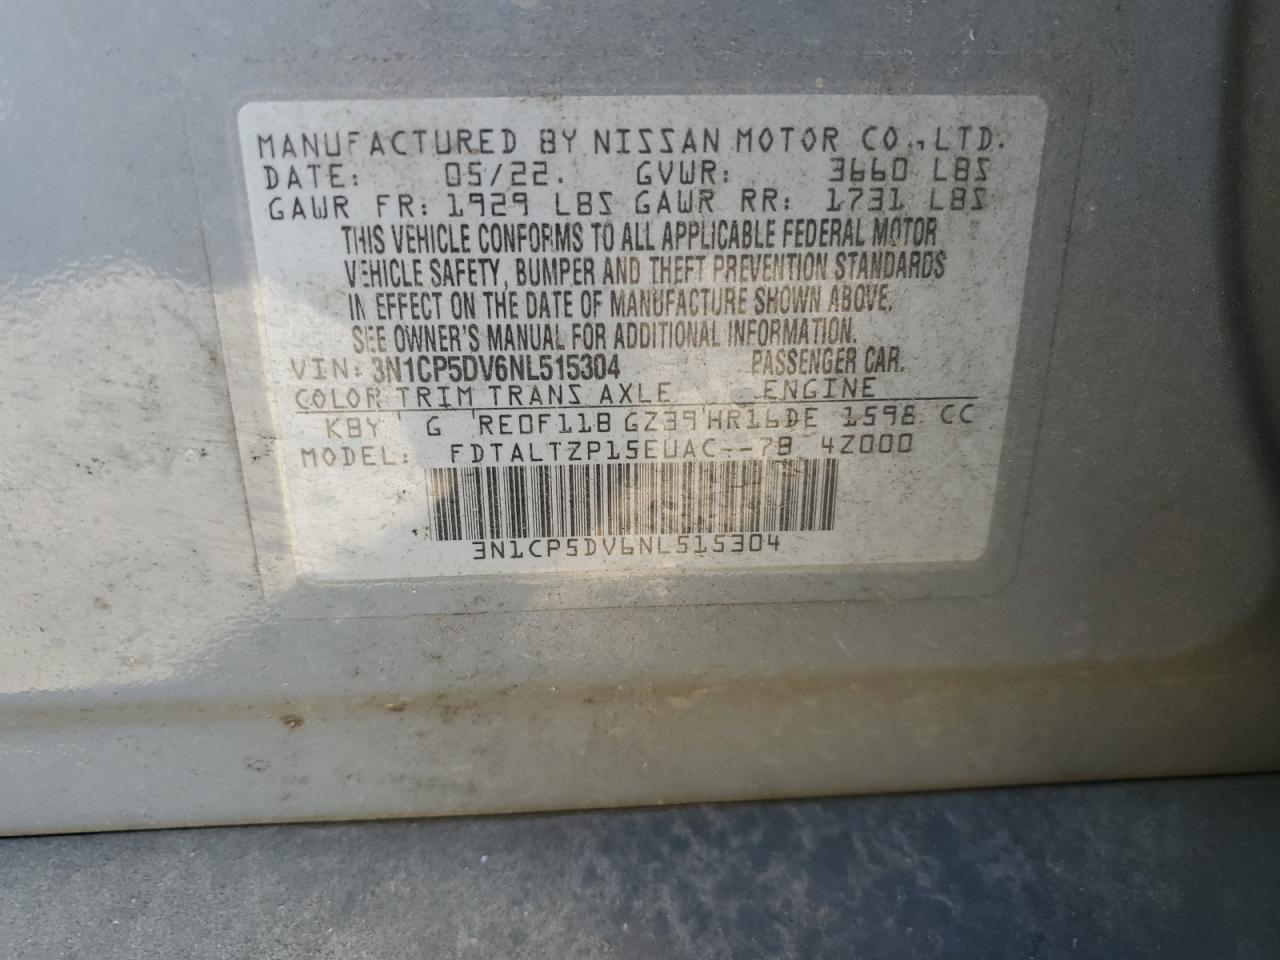 MANUFACTURED BY NISSAN MOTOR CO.,LTD.
DATE: 05/22. GVWR: 3660 LBS
GAWR FR: 1929 LBS GAWR RR: 1731 LBS
THIS VEHICLE CONFORMS TO ALL APPLICABLE FEDERAL MOTOR
VEHICLE SAFETY, BUMPER AND THEFT PREVENTION STANDARDS
IN EFFECT ON THE DATE OF MANUFACTURE SHOWN ABOVE.
SEE OWNER'S MANUAL FOR ADDITIONAL INFORMATION.
VIN: 3N1CP5DV6NL515304 PASSENGER CAR.
COLOR TRIM TRANS AXLE ENGINE
KBY G RE0F11B GZ39 HR16DE 1598 CC
MODEL: FDTALTZP15EUAC--7B 4Z000
3N1CP5DV6NL515304